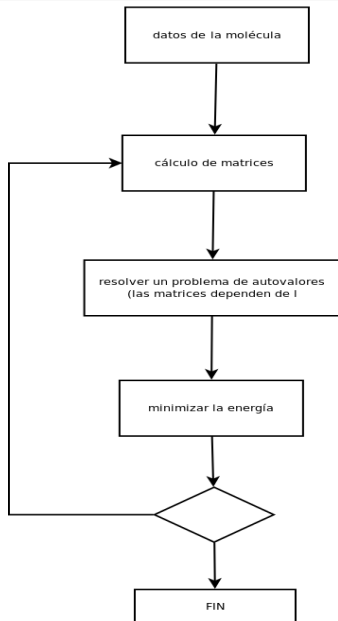 datos de la molécula
cálculo de matrices
resolver un problema de autovalores
(las matrices dependen de l
minimizar la energía
FIN